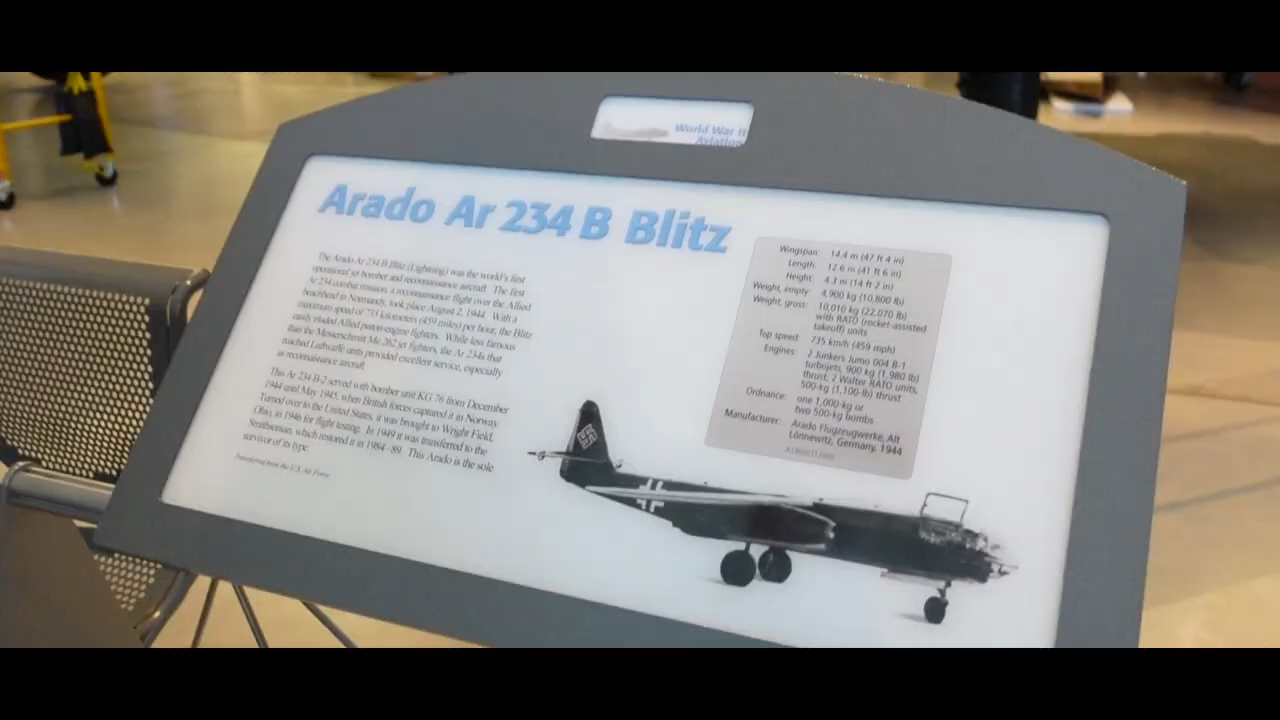 World War II
Aviation
Arado Ar 234 B Blitz
The Arado Ar 234 B Blitz (Lightning) was the world's first
operational jet bomber and reconnaissance aircraft. The first
Ar 234 combat mission, a reconnaissance flight over the Allied
beachhead in Normandy, took place August 2, 1944. With a
maximum speed of 735 kilometers (459 miles) per hour, the Blitz
easily eluded Allied piston-engine fighters. While less famous
than the Messerschmitt Me 262 jet fighters, the Ar 234s that
reached Luftwaffe units provided excellent service, especially
as reconnaissance aircraft.
This Ar 234 B-2 served with bomber unit KG 76 from December
1944 until May 1945, when British forces captured it in Norway.
Turned over to the United States, it was brought to Wright Field,
Ohio, in 1946 for flight testing. In 1949 it was transferred to the
Smithsonian, which restored it in 1984–89. This Arado is the sole
survivor of its type.
Transferred from the U.S. Air Force
Wingspan: 14.4 m (47 ft 4 in)
Length: 12.6 m (41 ft 6 in)
Height: 4.3 m (14 ft 2 in)
Weight, empty: 4,900 kg (10,800 lb)
Weight, gross: 10,010 kg (22,070 lb)
with RATO (rocket-assisted
takeoff) units
Top speed: 735 km/h (459 mph)
Engines: 2 Junkers Jumo 004 B-1
turbojets, 900 kg (1,980 lb)
thrust; 2 Walter RATO units,
500-kg (1,100-lb) thrust
Ordnance: one 1,000-kg or
two 500-kg bombs
Manufacturer: Arado Flugzeugwerke, Alt
Lönnewitz, Germany, 1944